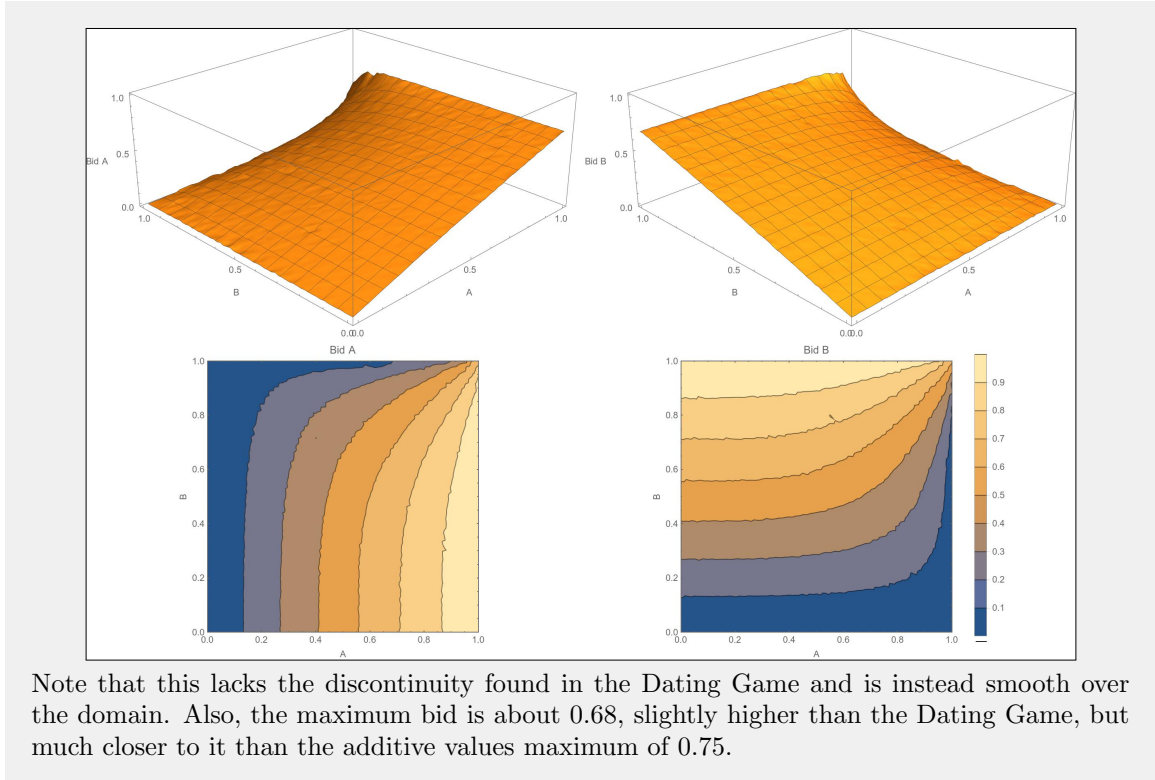 1.0
0.5
Bid A
0.0
1.0
0.5
B
0.0
0.0
0.5
A
1.0
1.0
0.5
Bid B
0.0
1.0
0.5
B
0.0
0.0
0.5
A
1.0
Bid A
1.0
0.8
0.6
B
0.4
0.2
0.0
0.0 0.2 0.4 0.6 0.8 1.0
A
Bid B
1.0
0.8
0.6
B
0.4
0.2
0.0
0.0 0.2 0.4 0.6 0.8 1.0
A
0.9
0.8
0.7
0.6
0.5
0.4
0.3
0.2
0.1
Note that this lacks the discontinuity found in the Dating Game and is instead smooth over
the domain. Also, the maximum bid is about 0.68, slightly higher than the Dating Game, but
much closer to it than the additive values maximum of 0.75.